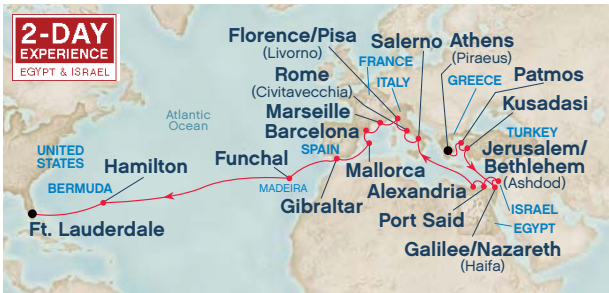 2-DAY
EXPERIENCE
EGYPT & ISRAEL
Florence/Pisa
(Livorno)
Salerno
Athens
(Piraeus)
FRANCE
Rome
(Civitavecchia)
ITALY
GREECE
Patmos
Marseille
Kusadasi
Atlantic
Ocean
Barcelona
TURKEY
UNITED
STATES
SPAIN
Jerusalem/
Bethlehem
(Ashdod)
Hamilton
Funchal
Mallorca
BERMUDA
MADEIRA
Alexandria
Gibraltar
ISRAEL
Port Said
EGYPT
Ft. Lauderdale
Galilee/Nazareth
(Haifa)